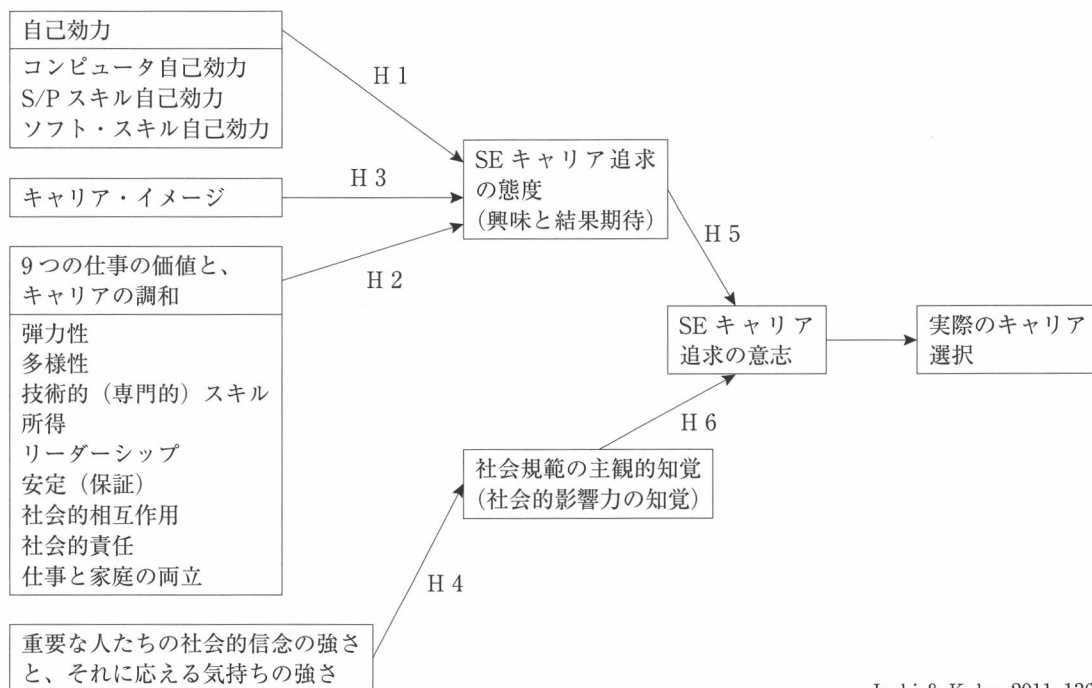 自己効力
コンピュータ自己効力
S/P スキル自己効力
ソフト・スキル自己効力
H 1
キャリア・イメージ
H 3
SE キャリア追求
の態度
(興味と結果期待)
9つの仕事の価値と、
キャリアの調和
弾力性
多様性
技術的（専門的）スキル
所得
リーダーシップ
安定（保証）
社会的相互作用
社会的責任
仕事と家庭の両立
H 2
H 5
SE キャリア
追求の意志
実際のキャリア
選択
H 6
社会規範の主観的知覚
(社会的影響力の知覚)
H 4
重要な人たちの社会的信念の強さ
と、それに応える気持ちの強さ